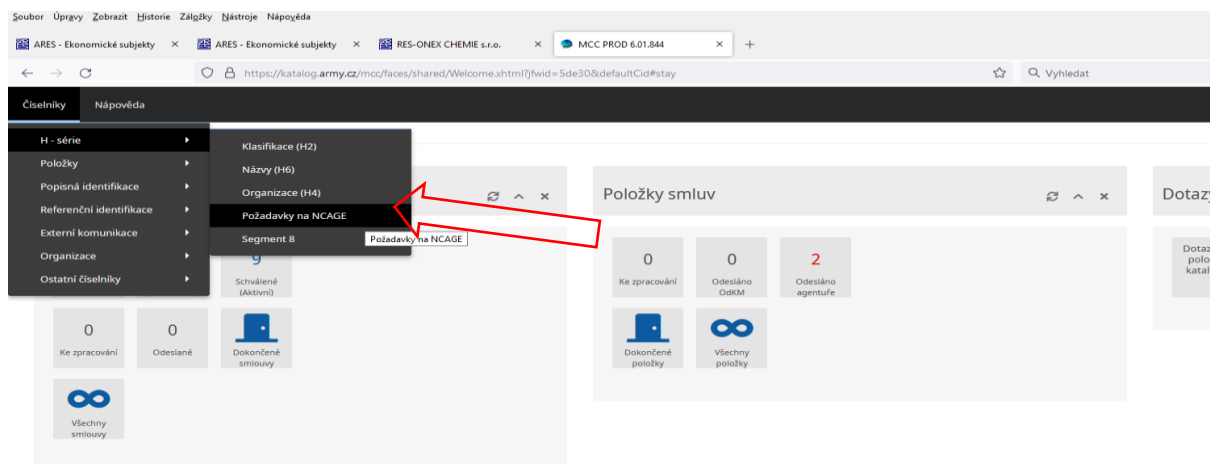 Soubor Úpravy Zobrazit Historie Záložky Nástroje Nápověda
ARES - Ekonomické subjekty × ARES - Ekonomické subjekty × RES-ONEX CHEMIE s.r.o. × MCC PROD 6.01.844 × +
https://katalog.army.cz/mcc/faces/shared/Welcome.xhtml?jfwid=5de30&defaultCid#stay Vyhledat
Číselníky Nápověda
H - série
Položky
Popisná identifikace
Referenční identifikace
Externí komunikace
Organizace
Ostatní číselníky
Klasifikace (H2)
Názvy (H6)
Organizace (H4)
Požadavky na NCAGE
Segment 8
Požadavky na NCAGE
9
Schválené
(Aktivní)
0
Ke zpracování
0
Odeslané
Dokončené
smlouvy
Všechny
smlouvy
Položky smluv
0
Ke zpracování
0
Odesláno
OdKM
2
Odesláno
agentuře
Dokončené
položky
Všechny
položky
Dotazy
Dotaz
polo
katal